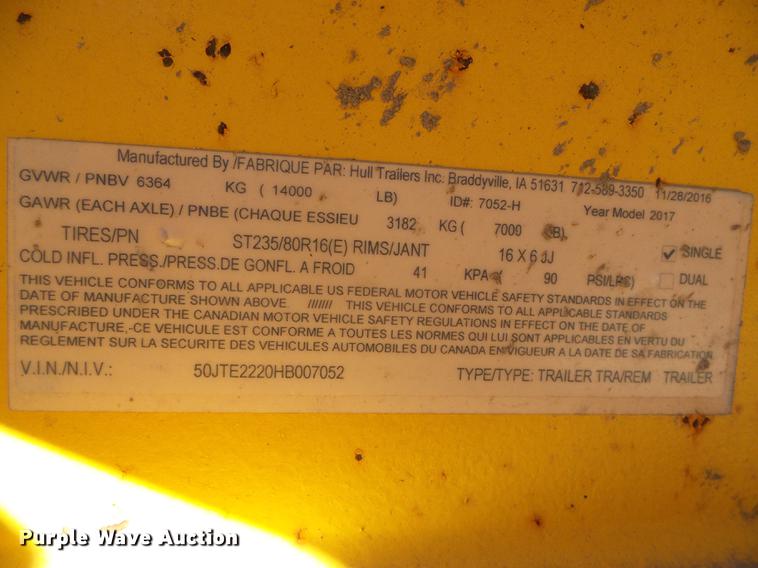 Manufactured By /FABRIQUE PAR: Hull Trailers Inc. Braddyville, IA 51631 712-589-3350 11/28/2016
GVWR / PNBV 6364 KG ( 14000 LB) ID#: 7052-H Year Model 2017
GAWR (EACH AXLE) / PNBE (CHAQUE ESSIEU 3182 KG ( 7000 LB)
TIRES/PN ST235/80R16(E) RIMS/JANT 16 X 6 JJ SINGLE
COLD INFL. PRESS./PRESS.DE GONFL. A FROID 41 KPA ( 90 PSI/LPC) DUAL
THIS VEHICLE CONFORMS TO ALL APPLICABLE US FEDERAL MOTOR VEHICLE SAFETY STANDARDS IN EFFECT ON THE
DATE OF MANUFACTURE SHOWN ABOVE. /////// THIS VEHICLE CONFORMS TO ALL APPLICABLE STANDARDS
PRESCRIBED UNDER THE CANADIAN MOTOR VEHICLE SAFETY REGULATIONS IN EFFECT ON THE DATE OF
MANUFACTURE,-CE VEHICULE EST CONFORME A TOUTES LES NORMES QUI LUI SONT APPLICABLES EN VERTU DU
REGLEMENT SUR LA SECURITE DES VEHICULES AUTOMOBILES DU CANADA EN VIGUEUR A LA DATE DE SA FABRICATION
V.I.N./N.I.V.: 50JTE2220HB007052 TYPE/TYPE: TRAILER TRA/REM TRAILER
Purple Wave Auction